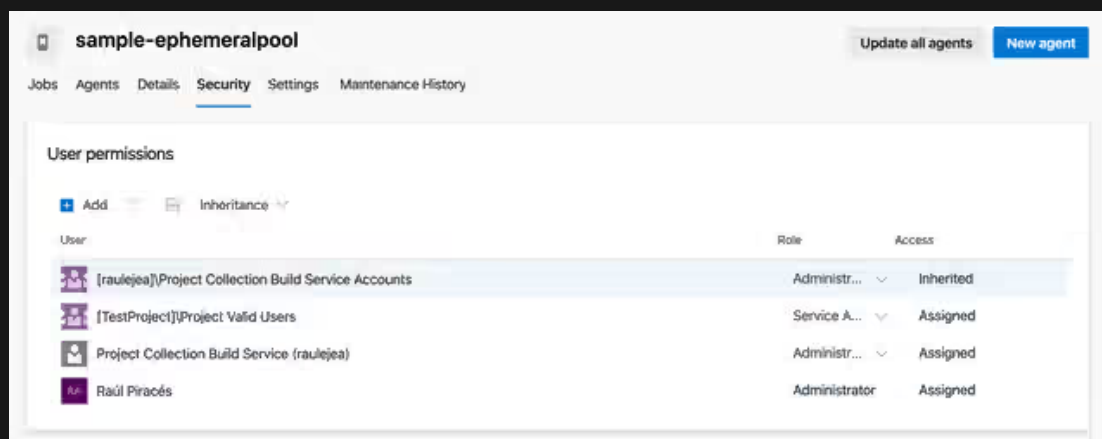 sample-ephemeralpool
Update all agents
New agent
Jobs Agents Details Security Settings Maintenance History
User permissions
Add Inheritance
User Role Access
[raulejea]\Project Collection Build Service Accounts Administr... Inherited
[TestProject]\Project Valid Users Service A... Assigned
Project Collection Build Service (raulejea) Administr... Assigned
Raúl Piracés Administrator Assigned